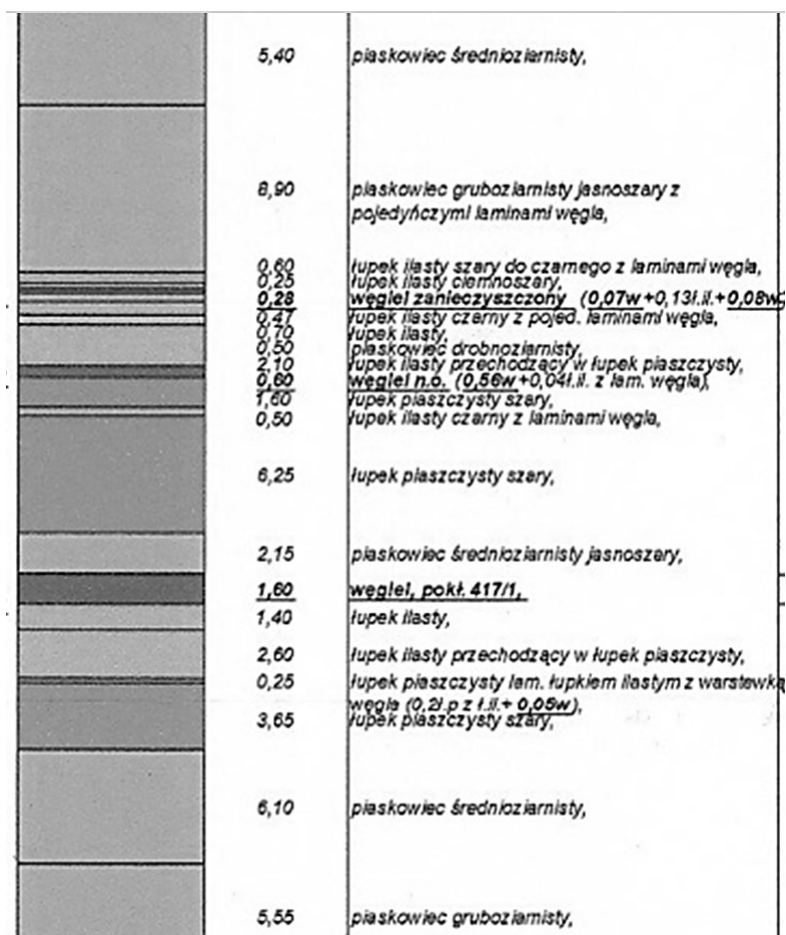 5,40 piaskowiec średnioziarnisty,
8,90 piaskowiec gruboziarnisty jasnoszary z
pojedyńczymi laminami węgla,
0,60 łupek ilasty szary do czarnego z laminami węgla,
0,25 łupek ilasty ciemnoszary,
0,28 węgiel zanieczyszczony (0,07w+0,13ł.il.+0,08w)
0,47 łupek ilasty czarny z pojed. laminami węgla,
0,70 łupek ilasty,
0,50 piaskowiec drobnoziarnisty,
2,10 łupek ilasty przechodzący w łupek piaszczysty,
0,60 węgiel n.o. (0,56w+0,04ł.il. z lam. węgla),
1,60 łupek piaszczysty szary,
0,50 łupek ilasty czarny z laminami węgla,
6,25 łupek piaszczysty szary,
2,15 piaskowiec średnioziarnisty jasnoszary,
1,60 węgiel, pokł. 417/1,
1,40 łupek ilasty,
2,60 łupek ilasty przechodzący w łupek piaszczysty,
0,25 łupek piaszczysty lam. łupkiem ilastym z warstewką
węgla (0,2ł.p z ł.il.+ 0,05w),
3,65 łupek piaszczysty szary,
6,10 piaskowiec średnioziarnisty,
5,55 piaskowiec gruboziarnisty,